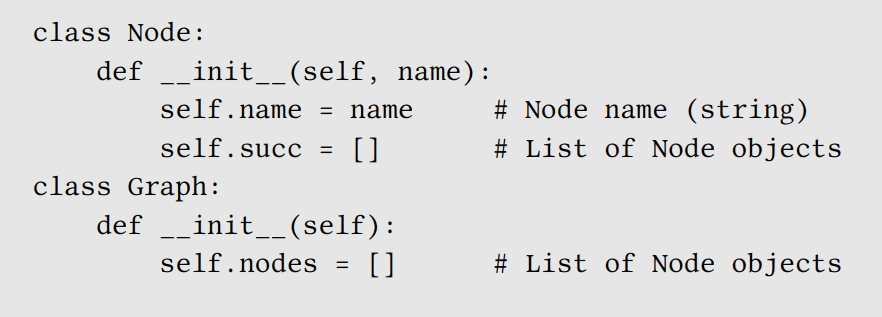 class Node:
    def __init__(self, name):
        self.name = name     # Node name (string)
        self.succ = []       # List of Node objects
class Graph:
    def __init__(self):
        self.nodes = []      # List of Node objects